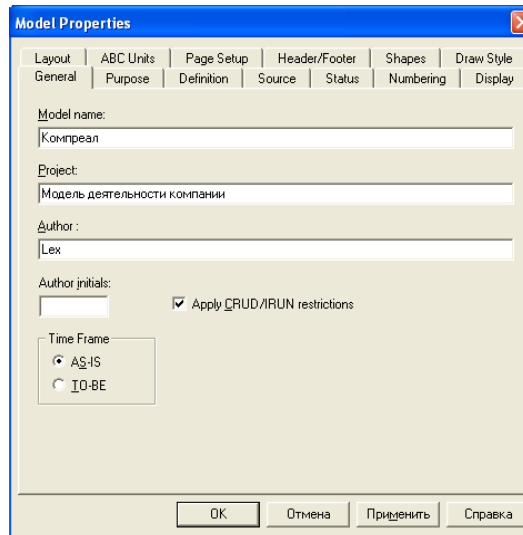 Model Properties
Layout ABC Units Page Setup Header/Footer Shapes Draw Style
General Purpose Definition Source Status Numbering Display
Model name:
Компреал
Project:
Модель деятельности компании
Author :
Lex
Author initials:
Apply CRUD/IRUN restrictions
Time Frame
AS-IS
TO-BE
OK Отмена Применить Справка